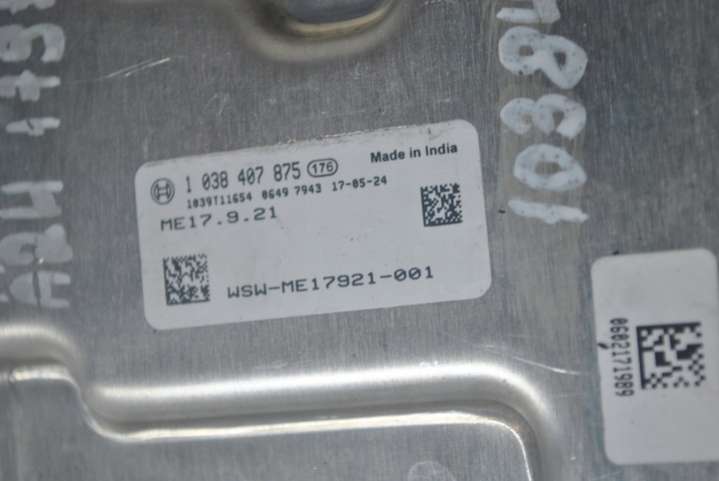 1 038 407 875 176 Made in India
1039T11654 0649 7943 17-05-24
ME17.9.21
WSW-ME17921-001
0602171989